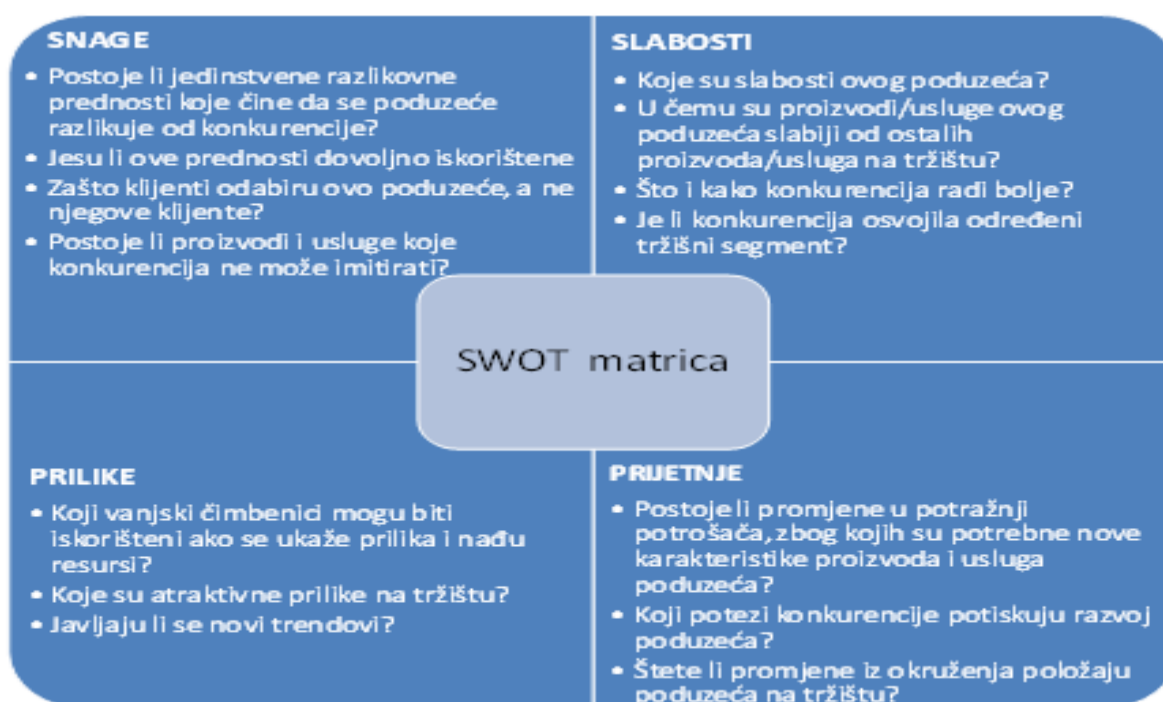 SNAGE
• Postoje li jedinstvene razlikovne
prednosti koje čine da se poduzeće
razlikuje od konkurencije?
• Jesu li ove prednosti dovoljno iskorištene
• Zašto klijenti odabiru ovo poduzeće, a ne
njegove klijente?
• Postoje li proizvodi i usluge koje
konkurencija ne može imitirati?
SLABOSTI
• Koje su slabosti ovog poduzeća?
• U čemu su proizvodi/usluge ovog
poduzeća slabiji od ostalih
proizvoda/usluga na tržištu?
• Što i kako konkurencija radi bolje?
• Je li konkurencija osvojila određeni
tržišni segment?
SWOT matrica
PRILIKE
• Koji vanjski čimbenici mogu biti
iskorišteni ako se ukaže prilika i nađu
resursi?
• Koje su atraktivne prilike na tržištu?
• Javljaju li se novi trendovi?
PRIJETNJE
• Postoje li promjene u potražnji
potrošača, zbog kojih su potrebne nove
karakteristike proizvoda i usluga
poduzeća?
• Koji potezi konkurencije potiskuju razvoj
poduzeća?
• Štete li promjene iz okruženja položaju
poduzeća na tržištu?